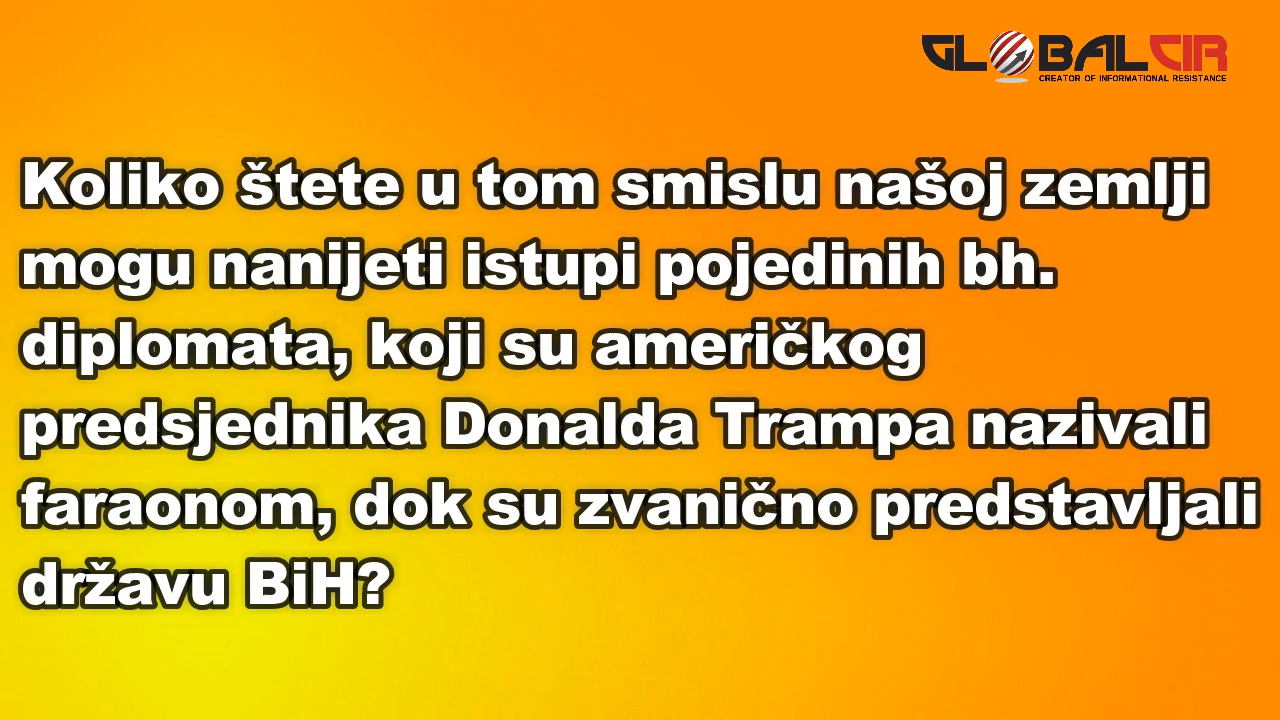 GLOBALCIR
CREATOR OF INFORMATIONAL RESISTANCE
Koliko štete u tom smislu našoj zemlji
mogu nanijeti istupi pojedinih bh.
diplomata, koji su američkog
predsjednika Donalda Trampa nazivali
faraonom, dok su zvanično predstavljali
državu BiH?